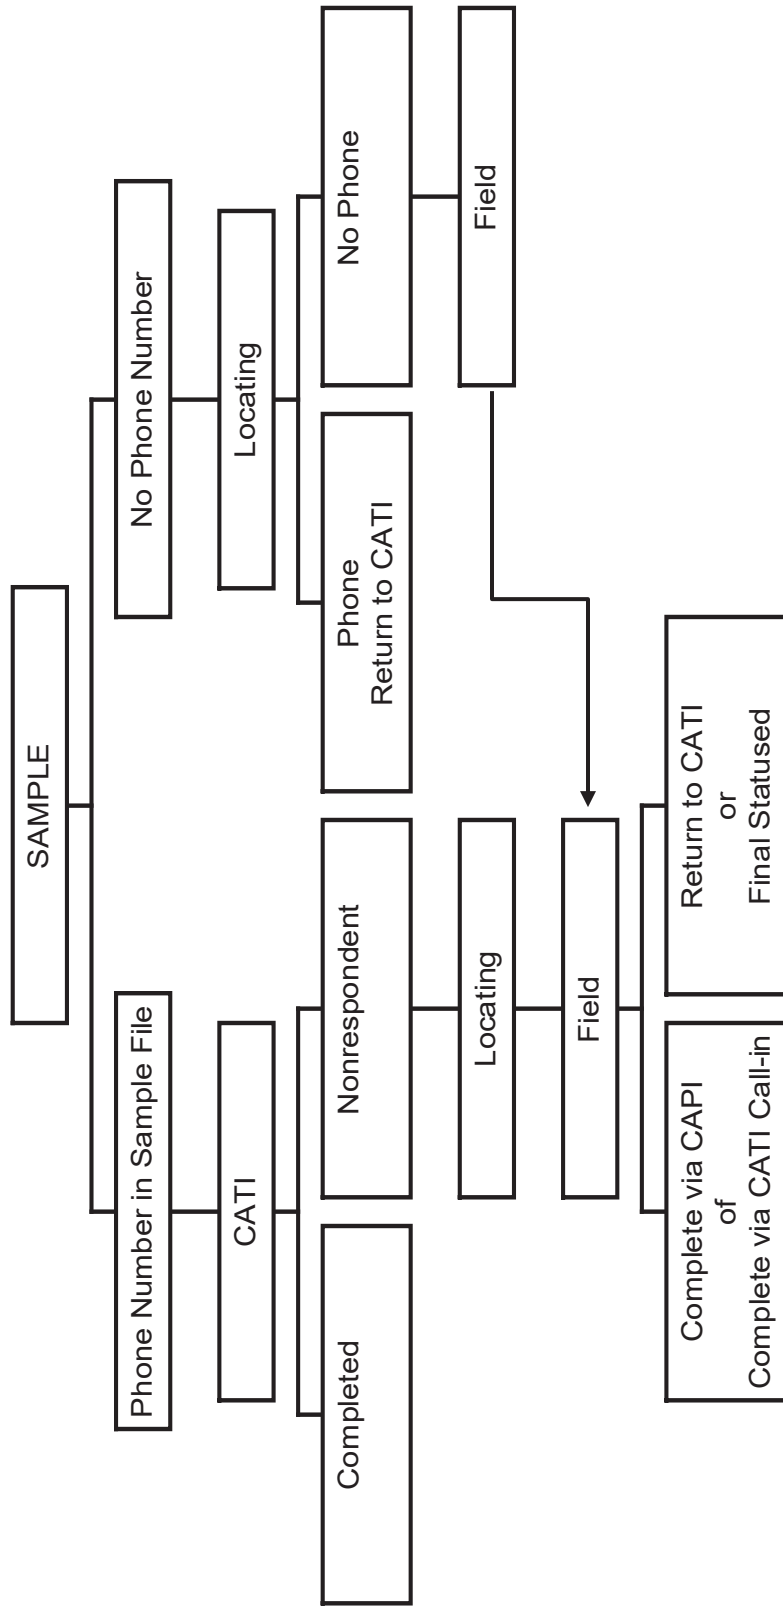 SAMPLE
Phone Number in Sample File
No Phone Number
CATI
Locating
Completed
Nonrespondent
Phone
Return to CATI
No Phone
Locating
Field
Field
Complete via CAPI
of
Complete via CATI Call-in
Return to CATI
or
Final Statused